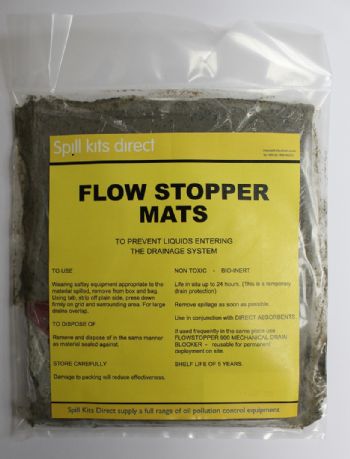 Spill kits direct
FLOW STOPPER
MATS
TO PREVENT LIQUIDS ENTERING
THE DRAINAGE SYSTEM
TO USE
Wearing saftey equipment appropriate to the
material spilled, remove from box and bag.
Using tab, strip off plain side, press down
firmly on grid and surrounding area. For large
drains overlap.
TO DISPOSE OF
Remove and dispose of in the same manner
as material sealed against.
STORE CAREFULLY
Damage to packing will reduce effectiveness.
NON TOXIC - BIO-INERT
Life in situ up to 24 hours. (This is a temporary
drain protection)
Remove spillage as soon as possible.
Use in conjunction with DIRECT ABSORBENTS.
If used frequently in the same place use
FLOWSTOPPER 600 MECHANICAL DRAIN
BLOCKER - reusable for permanent
deployment on site.
SHELF LIFE OF 5 YEARS.
Spill Kits Direct supply a full range of oil pollution control equipment